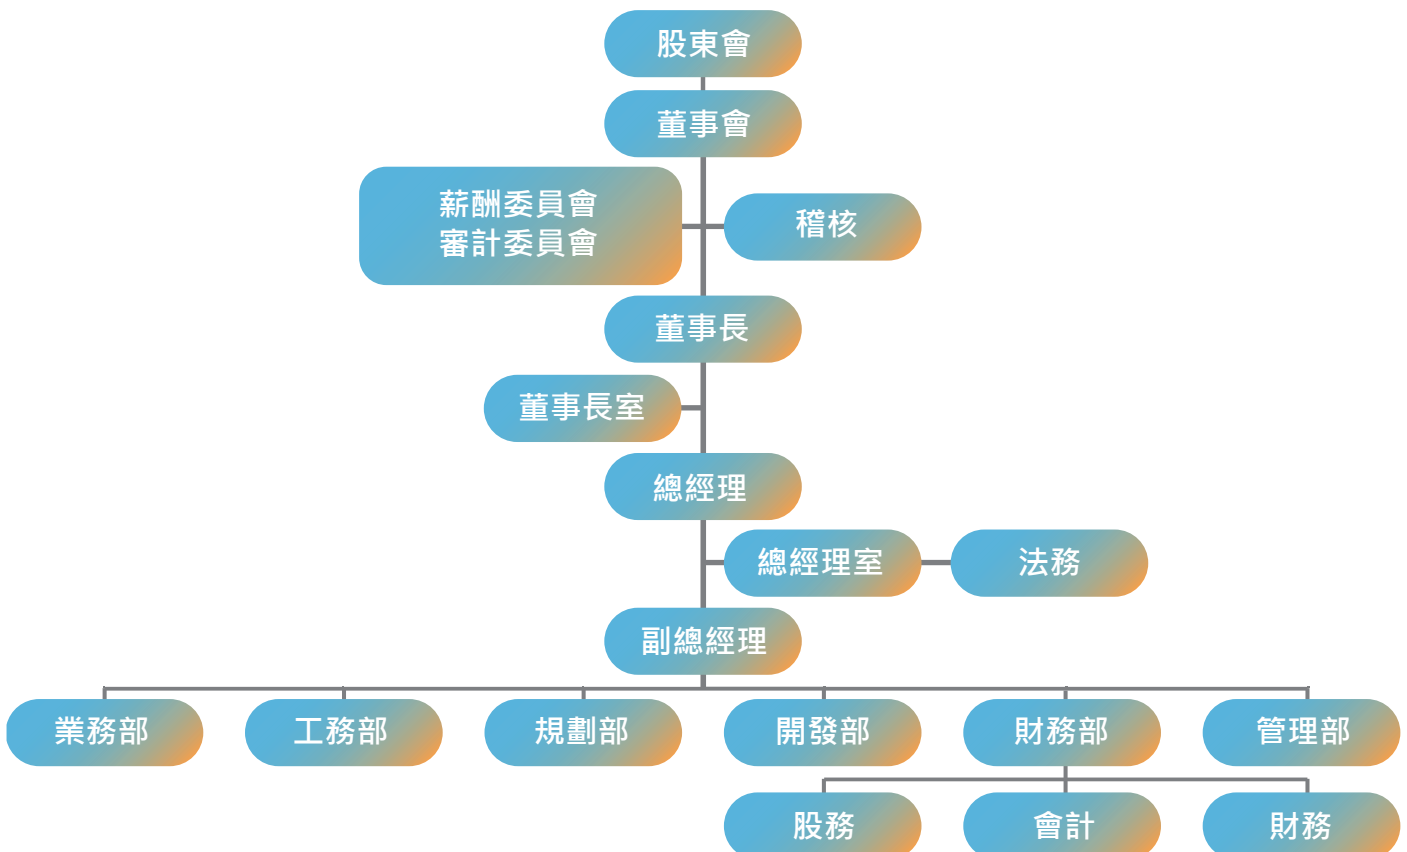 股東會
董事會
薪酬委員會
審計委員會
稽核
董事長
董事長室
總經理
總經理室
法務
副總經理
業務部
工務部
規劃部
開發部
財務部
管理部
股務
會計
財務